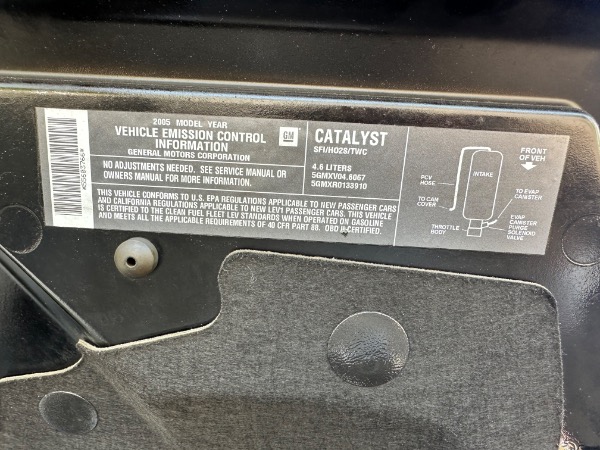 2005 MODEL YEAR
VEHICLE EMISSION CONTROL
INFORMATION
GENERAL MOTORS CORPORATION
GM
NO ADJUSTMENTS NEEDED. SEE SERVICE MANUAL OR
OWNERS MANUAL FOR MAINTENANCE.
CATALYST
SFI/HO2S/TWC
4.6 LITERS
5GMXV04.6067
5GMXR0133910
THIS VEHICLE CONFORMS TO U.S. EPA REGULATIONS APPLICABLE TO NEW PASSENGER CARS
AND CALIFORNIA REGULATIONS APPLICABLE TO NEW LEV1 PASSENGER CARS. THIS VEHICLE
IS CERTIFIED TO THE CLEAN FUEL FLEET LEV STANDARDS WHEN OPERATED ON GASOLINE
AND MEETS ALL THE APPLICABLE REQUIREMENTS OF 40 CFR PART 88. OBD II CERTIFIED.
FRONT
OF VEH
INTAKE
PCV
HOSE
TO CAM
COVER
THROTTLE
BODY
TO EVAP
CANISTER
EVAP
CANISTER
PURGE
SOLENOID
VALVE